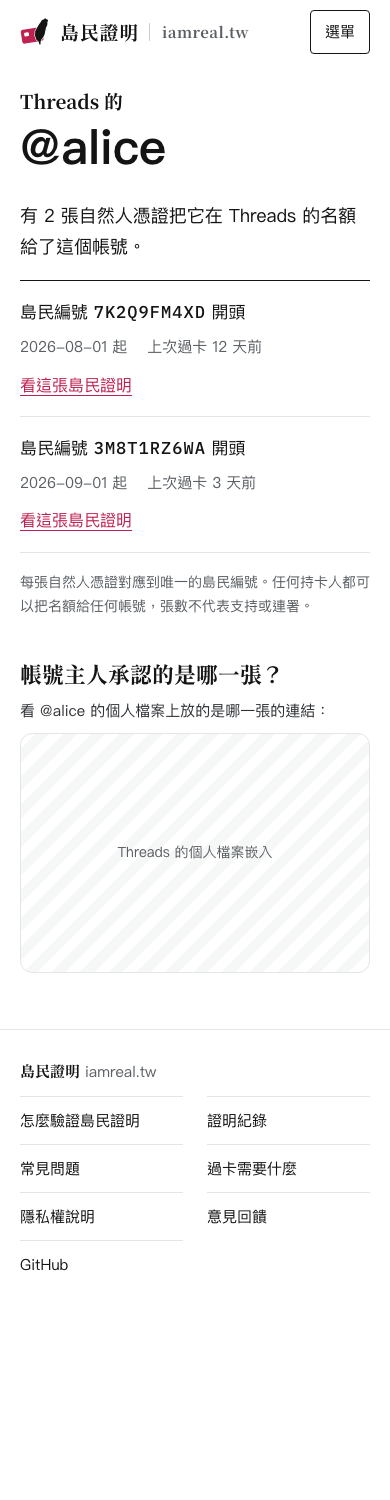 島民證明 iamreal.tw
選單
Threads 的
@alice
有 2 張自然人憑證把它在 Threads 的名額
給了這個帳號。
島民編號 7K2Q9FM4XD 開頭
2026–08–01 起 上次過卡 12 天前
看這張島民證明
島民編號 3M8T1RZ6WA 開頭
2026–09–01 起 上次過卡 3 天前
看這張島民證明
每張自然人憑證對應到唯一的島民編號。任何持卡人都可
以把名額給任何帳號，張數不代表支持或連署。
帳號主人承認的是哪一張？
看 @alice 的個人檔案上放的是哪一張的連結：
Threads 的個人檔案嵌入
島民證明 iamreal.tw
怎麼驗證島民證明
證明紀錄
常見問題
過卡需要什麼
隱私權說明
意見回饋
GitHub